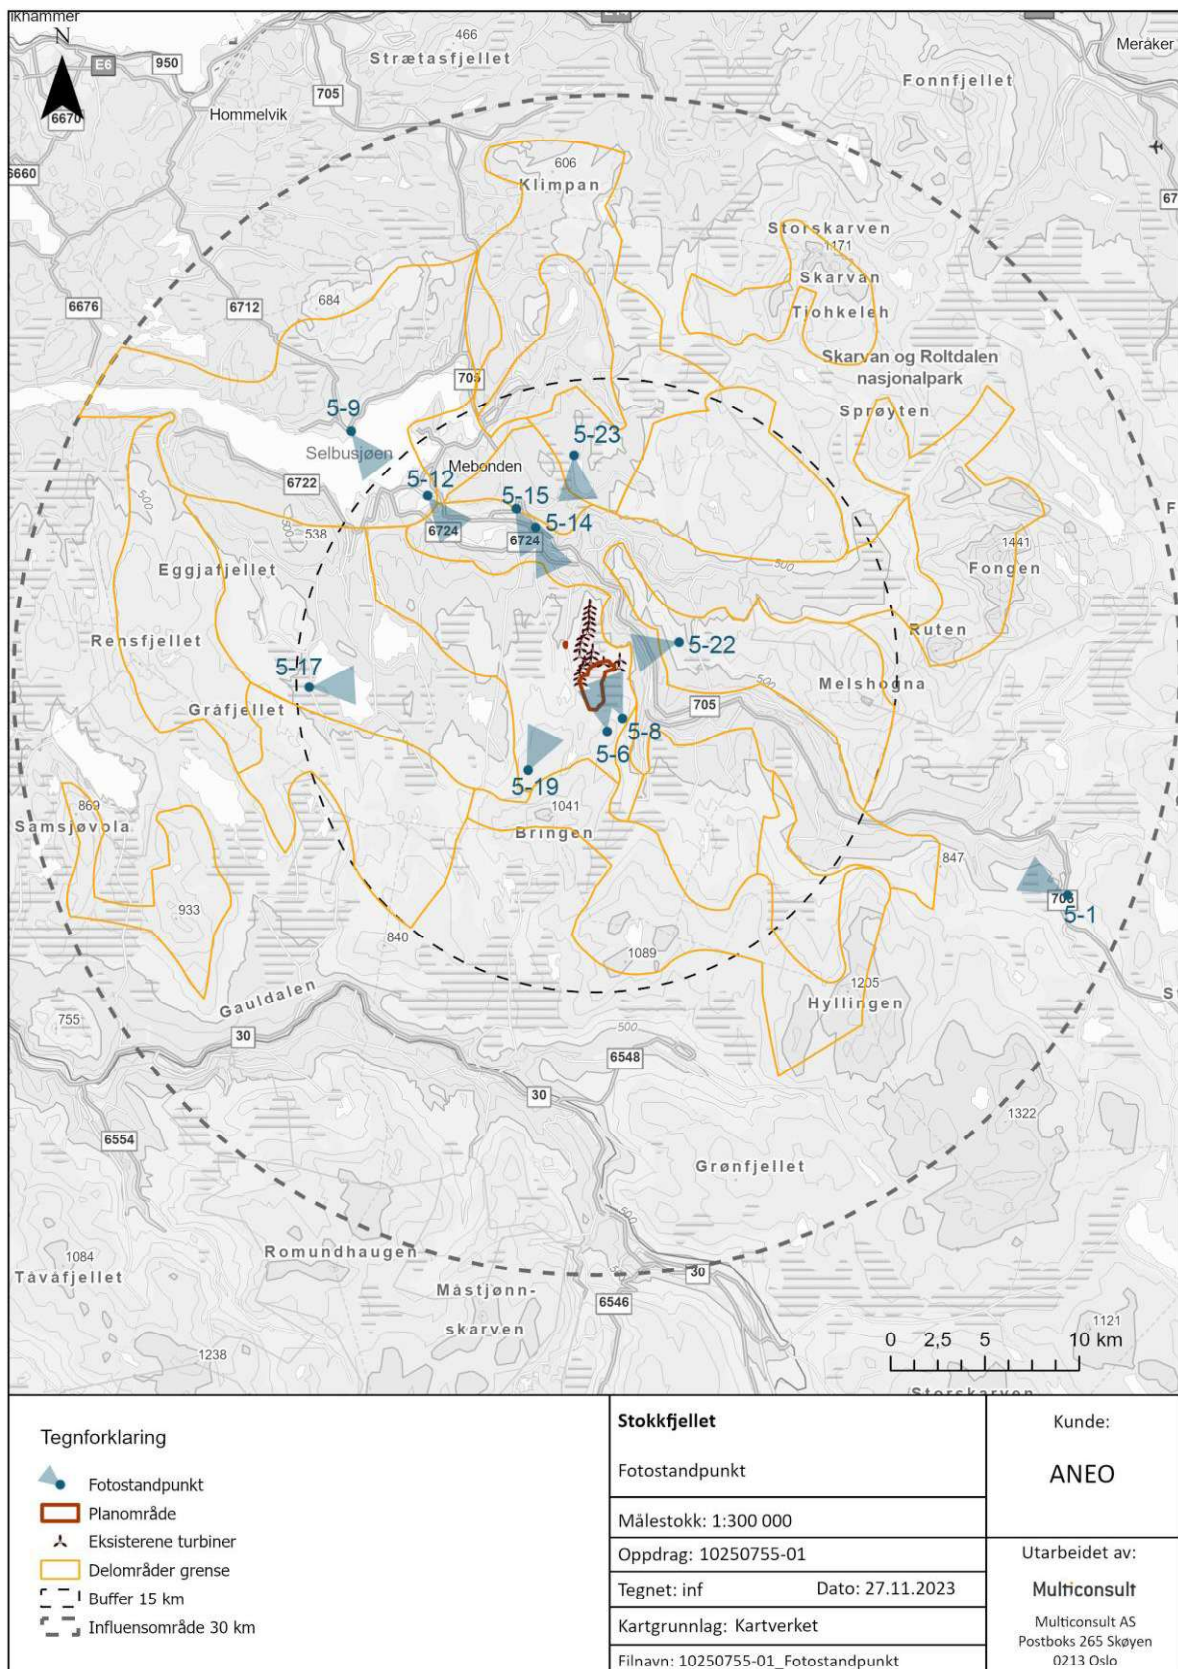 ikhammer
N
E6
950
6670
6660
Hommelvik
705
466
Strætasfjellet
Meråker
Fonnfjellet
606
Klimpan
Storskarven
1171
Skarvan
Tjohkeleh
Skarvan og Roltdalen
nasjonalpark
Sprøyten
6676
6712
684
705
5-9
Selbusjøen
5-23
Mebonden
5-12
5-15
5-14
6722
6724
6724
500
500
538
500
1441
Fongen
Eggjafjellet
Rensfjellet
Ruten
5-22
5-17
Gråfjellet
500
Melshogna
705
5-8
5-6
5-19
869
Samsjøvola
1041
Bringen
847
705
5-1
933
840
1089
1205
Hyllingen
Gauldalen
755
30
500
6548
30
1322
6554
Grønfjellet
500
Romundhaugen
1084
Tåvåfjellet
30
Måstjønn-
skarven
6546
1238
1121
0 2,5 5 10 km
Storskarven
Tegnforklaring
Fotostandpunkt
Planområde
Eksisterene turbiner
Delområder grense
Buffer 15 km
Influensområde 30 km
Stokkfjellet
Fotostandpunkt
Målestokk: 1:300 000
Oppdrag: 10250755-01
Tegnet: inf Dato: 27.11.2023
Kartgrunnlag: Kartverket
Filnavn: 10250755-01_Fotostandpunkt
Kunde:
ANEO
Utarbeidet av:
Multiconsult
Multiconsult AS
Postboks 265 Skøyen
0213 Oslo